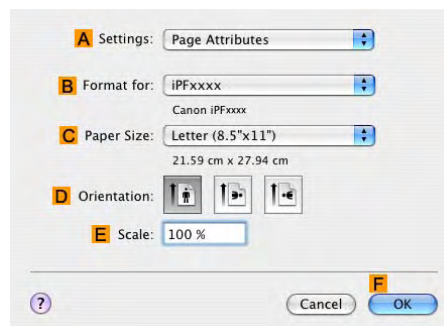 A Settings: Page Attributes
B Format for: iPFxxxx
Canon iPFxxxx
C Paper Size: Letter (8.5"x11")
21.59 cm x 27.94 cm
D Orientation:
E Scale: 100 %
F
? Cancel OK